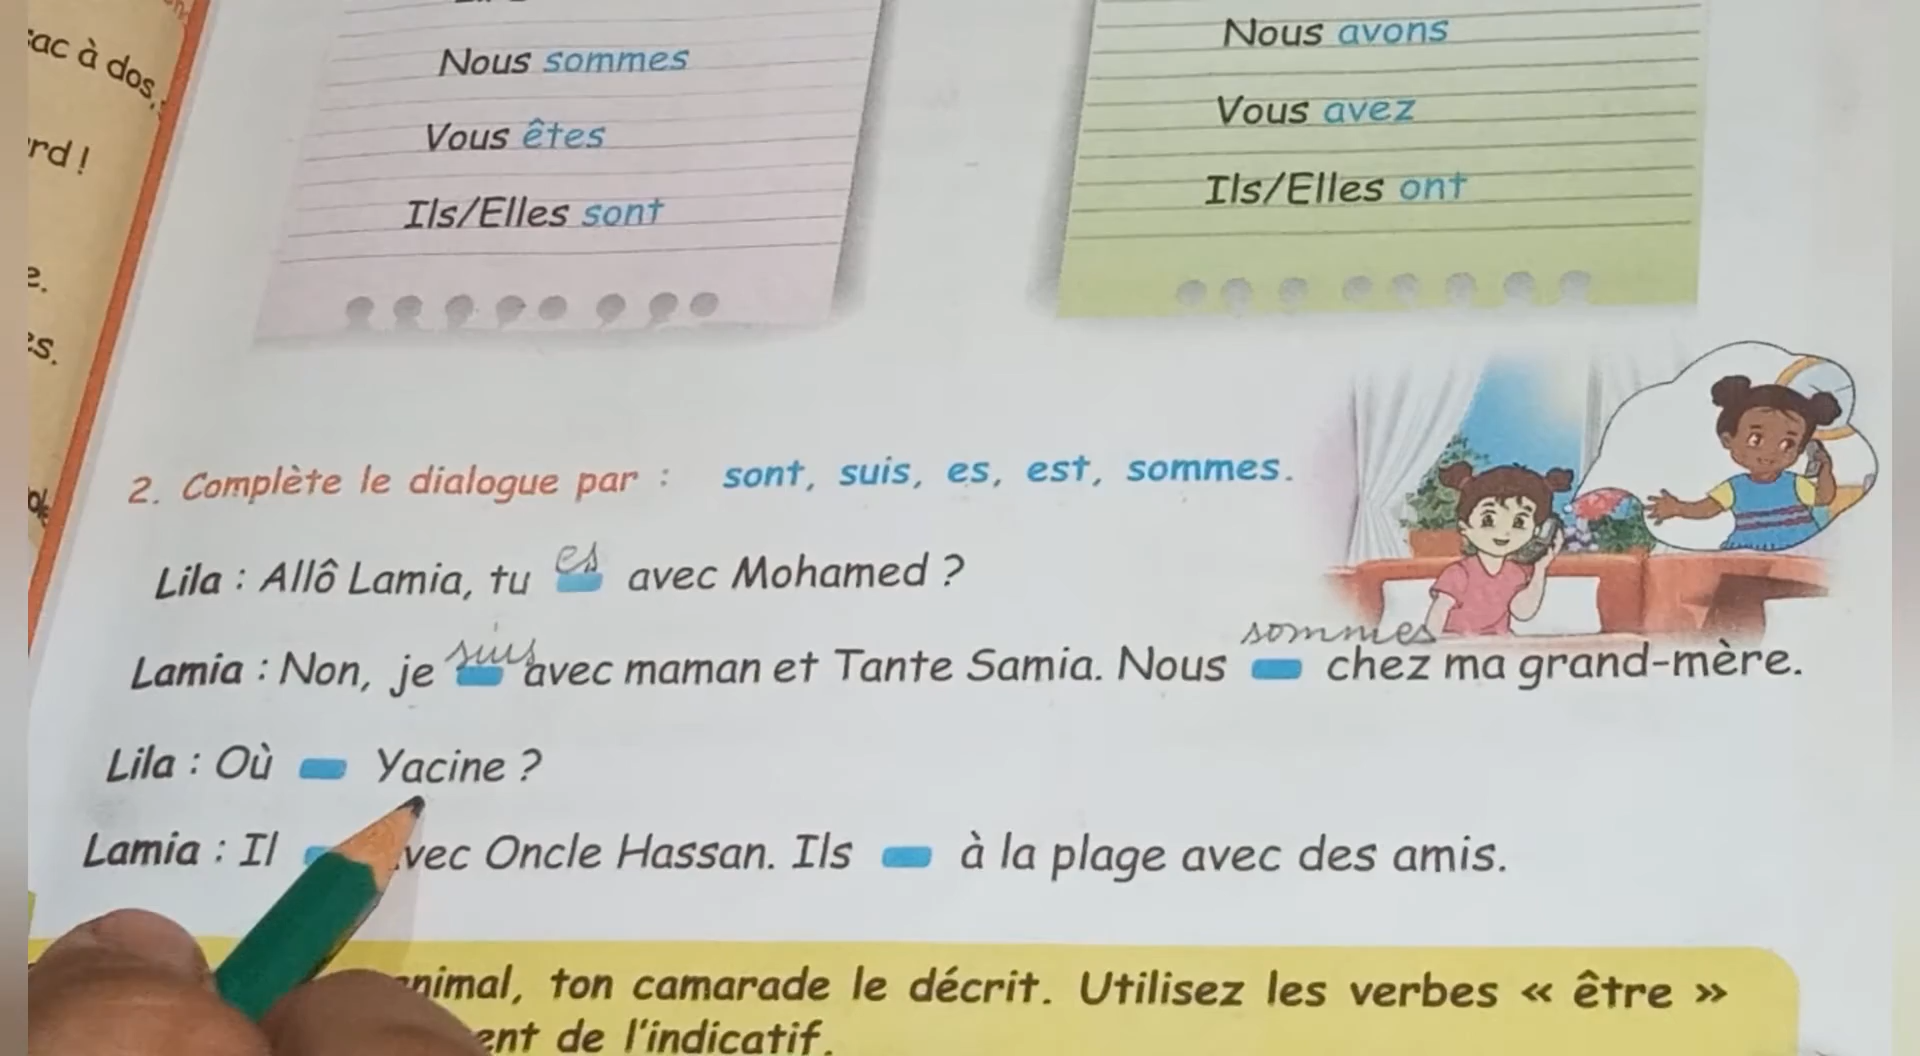 ac à dos,
rd !
e.
es.
Nous sommes
Vous êtes
Ils/Elles sont
Nous avons
Vous avez
Ils/Elles ont
2. Complète le dialogue par : sont, suis, es, est, sommes.
Lila : Allô Lamia, tu es avec Mohamed ?
Lamia : Non, je suis avec maman et Tante Samia. Nous sommes chez ma grand-mère.
Lila : Où Yacine ?
Lamia : Il vec Oncle Hassan. Ils à la plage avec des amis.
nimal, ton camarade le décrit. Utilisez les verbes « être »
ent de l'indicatif.